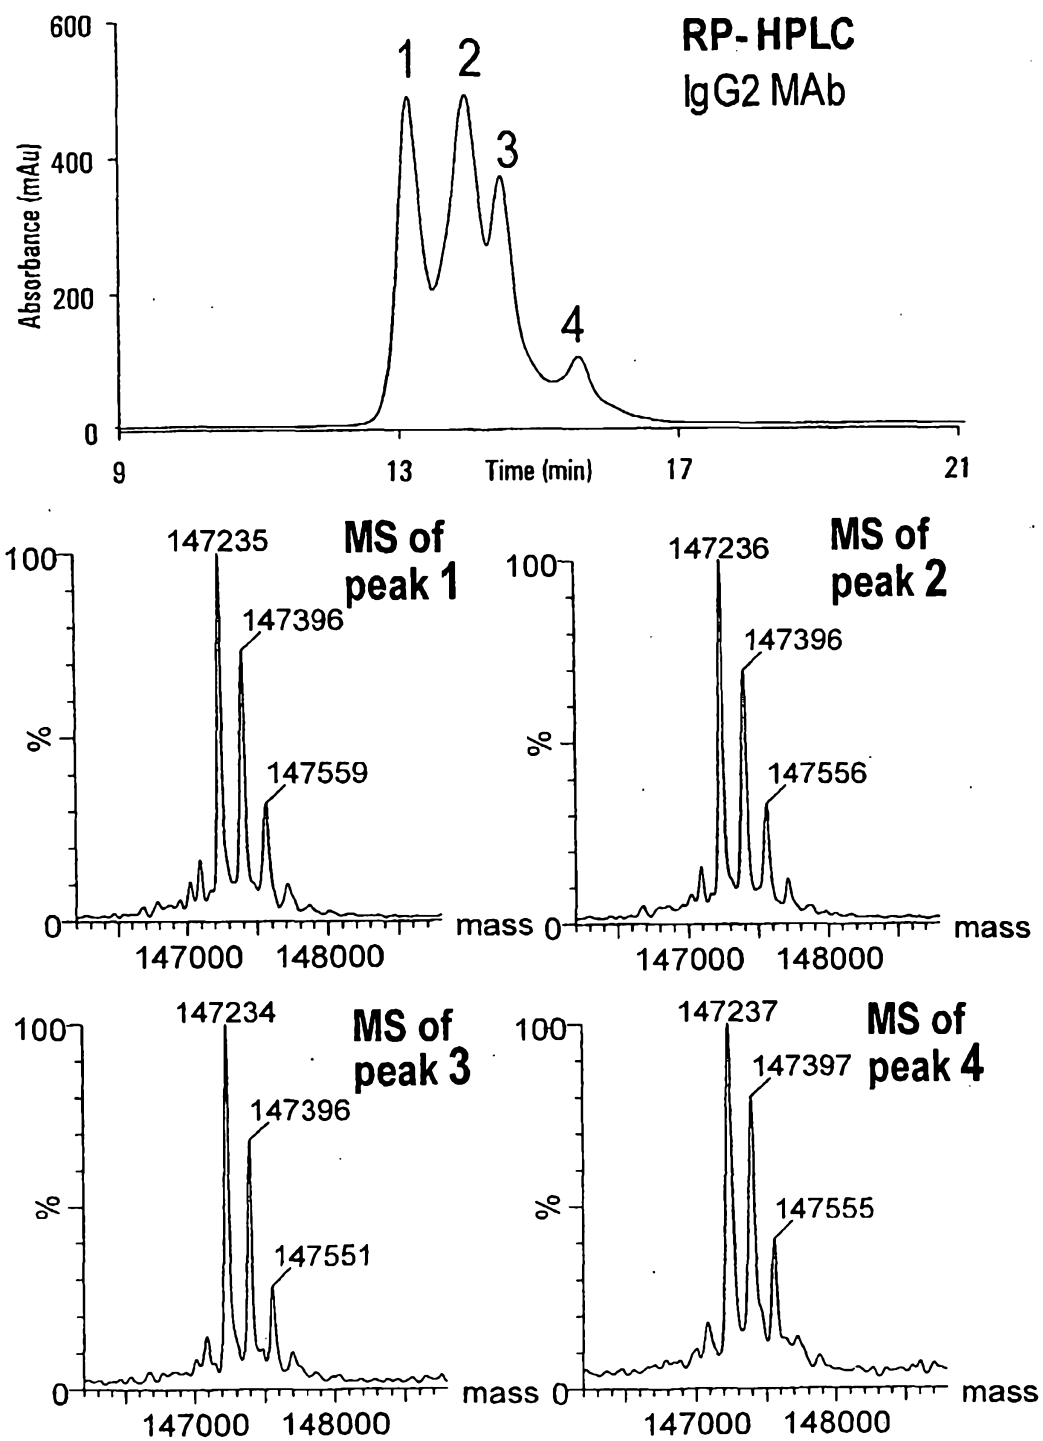 600
1
2
3
4
RP-HPLC
IgG2 MAb
400
200
0
Absorbance (mAu)
9
13
Time (min)
17
21
147235
MS of
peak 1
100
147396
147559
%
0
mass
147000
148000
147236
MS of
peak 2
100
147396
147556
%
0
mass
147000
148000
147234
MS of
peak 3
100
147396
147551
%
0
mass
147000
148000
147237
MS of
peak 4
100
147397
147555
%
0
mass
147000
148000